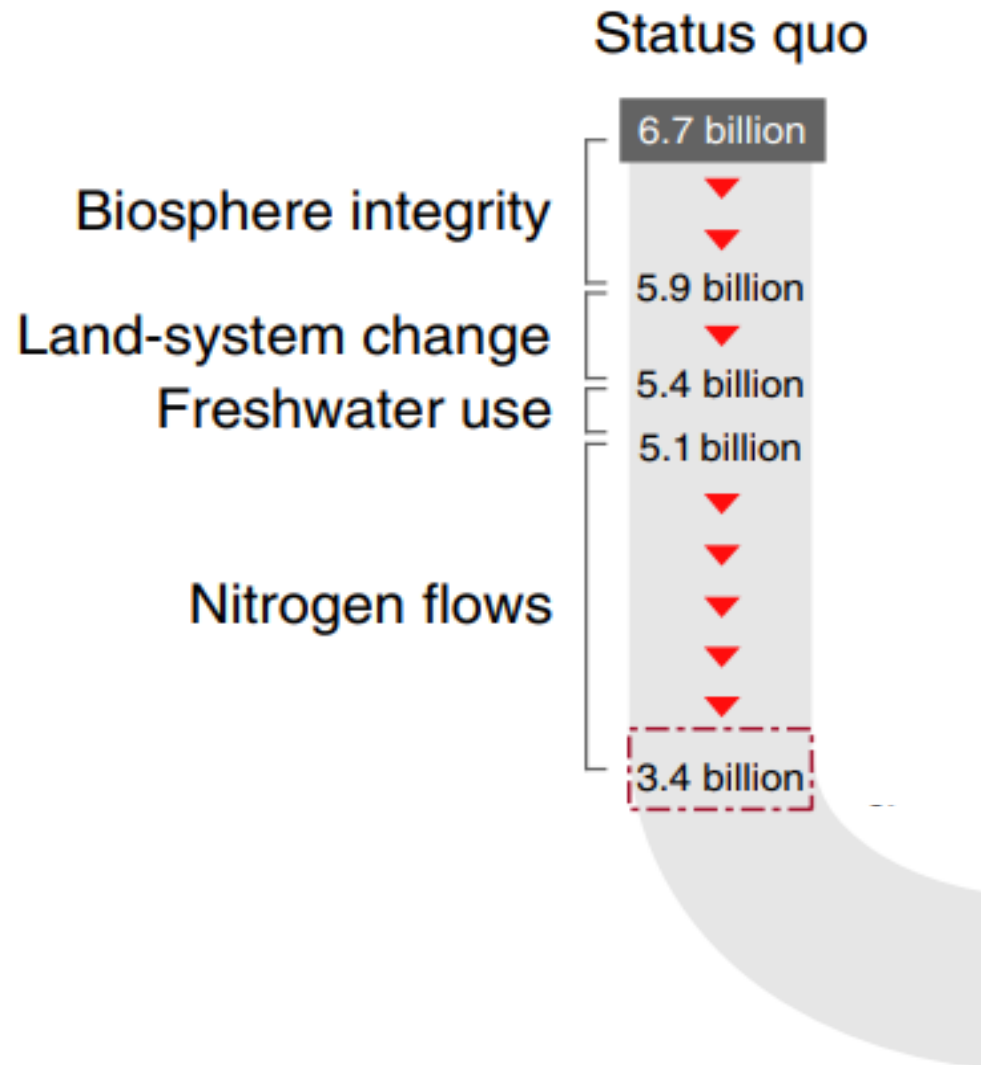 Status quo
6.7 billion
Biosphere integrity
5.9 billion
Land-system change
5.4 billion
Freshwater use
5.1 billion
Nitrogen flows
3.4 billion